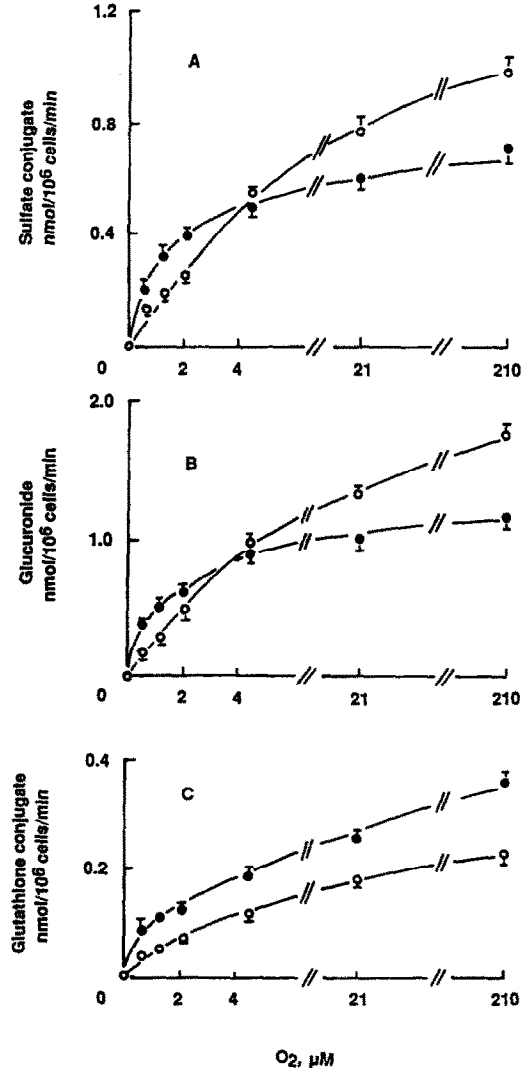 A
Sulfate conjugate
nmol/10⁶ cells/min
1.2
0.8
0.4
0
2
4
21
210
B
Glucuronide
nmol/10⁶ cells/min
2.0
1.0
0
2
4
21
210
C
Glutathione conjugate
nmol/10⁶ cells/min
0.4
0.2
0
2
4
21
210
O₂, µM